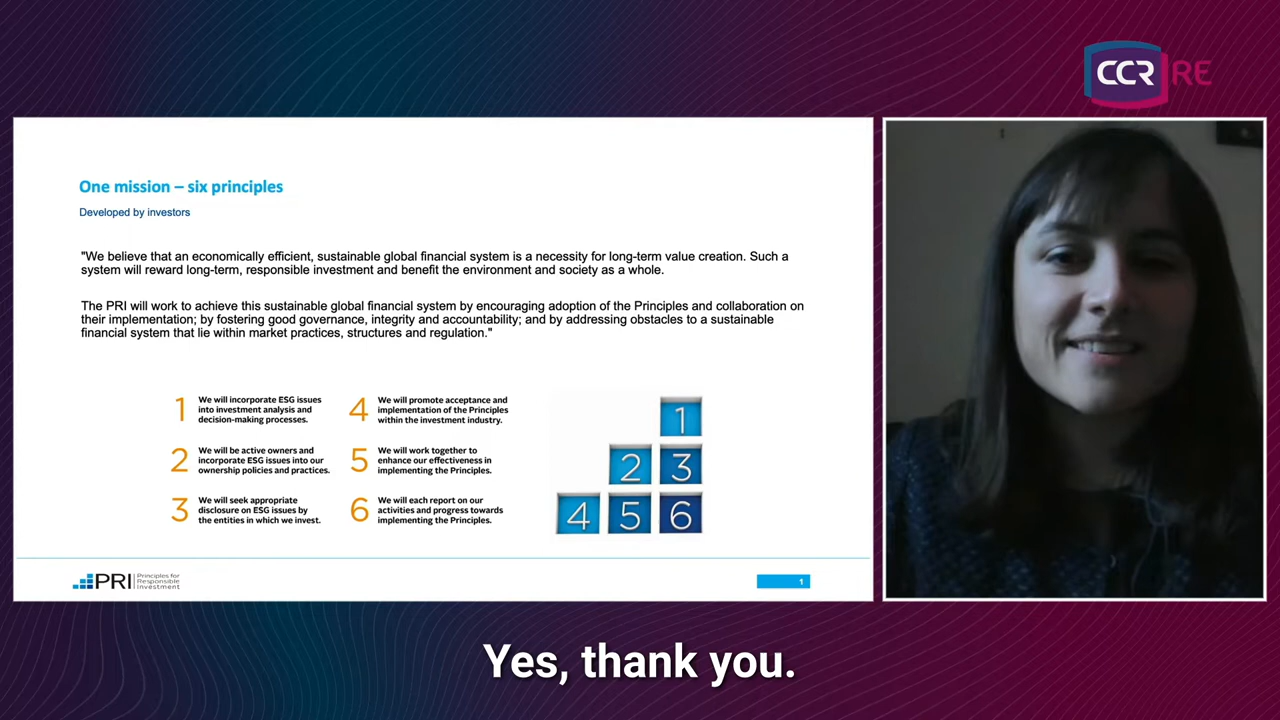 CCR RE
One mission – six principles
Developed by investors
"We believe that an economically efficient, sustainable global financial system is a necessity for long-term value creation. Such a
system will reward long-term, responsible investment and benefit the environment and society as a whole.
The PRI will work to achieve this sustainable global financial system by encouraging adoption of the Principles and collaboration on
their implementation; by fostering good governance, integrity and accountability; and by addressing obstacles to a sustainable
financial system that lie within market practices, structures and regulation."
1
We will incorporate ESG issues
into investment analysis and
decision-making processes.
2
We will be active owners and
incorporate ESG issues into our
ownership policies and practices.
3
We will seek appropriate
disclosure on ESG issues by
the entities in which we invest.
4
We will promote acceptance and
implementation of the Principles
within the investment industry.
5
We will work together to
enhance our effectiveness in
implementing the Principles.
6
We will each report on our
activities and progress towards
implementing the Principles.
1
2 3
4 5 6
PRI
Principles for
Responsible
Investment
1
Yes, thank you.